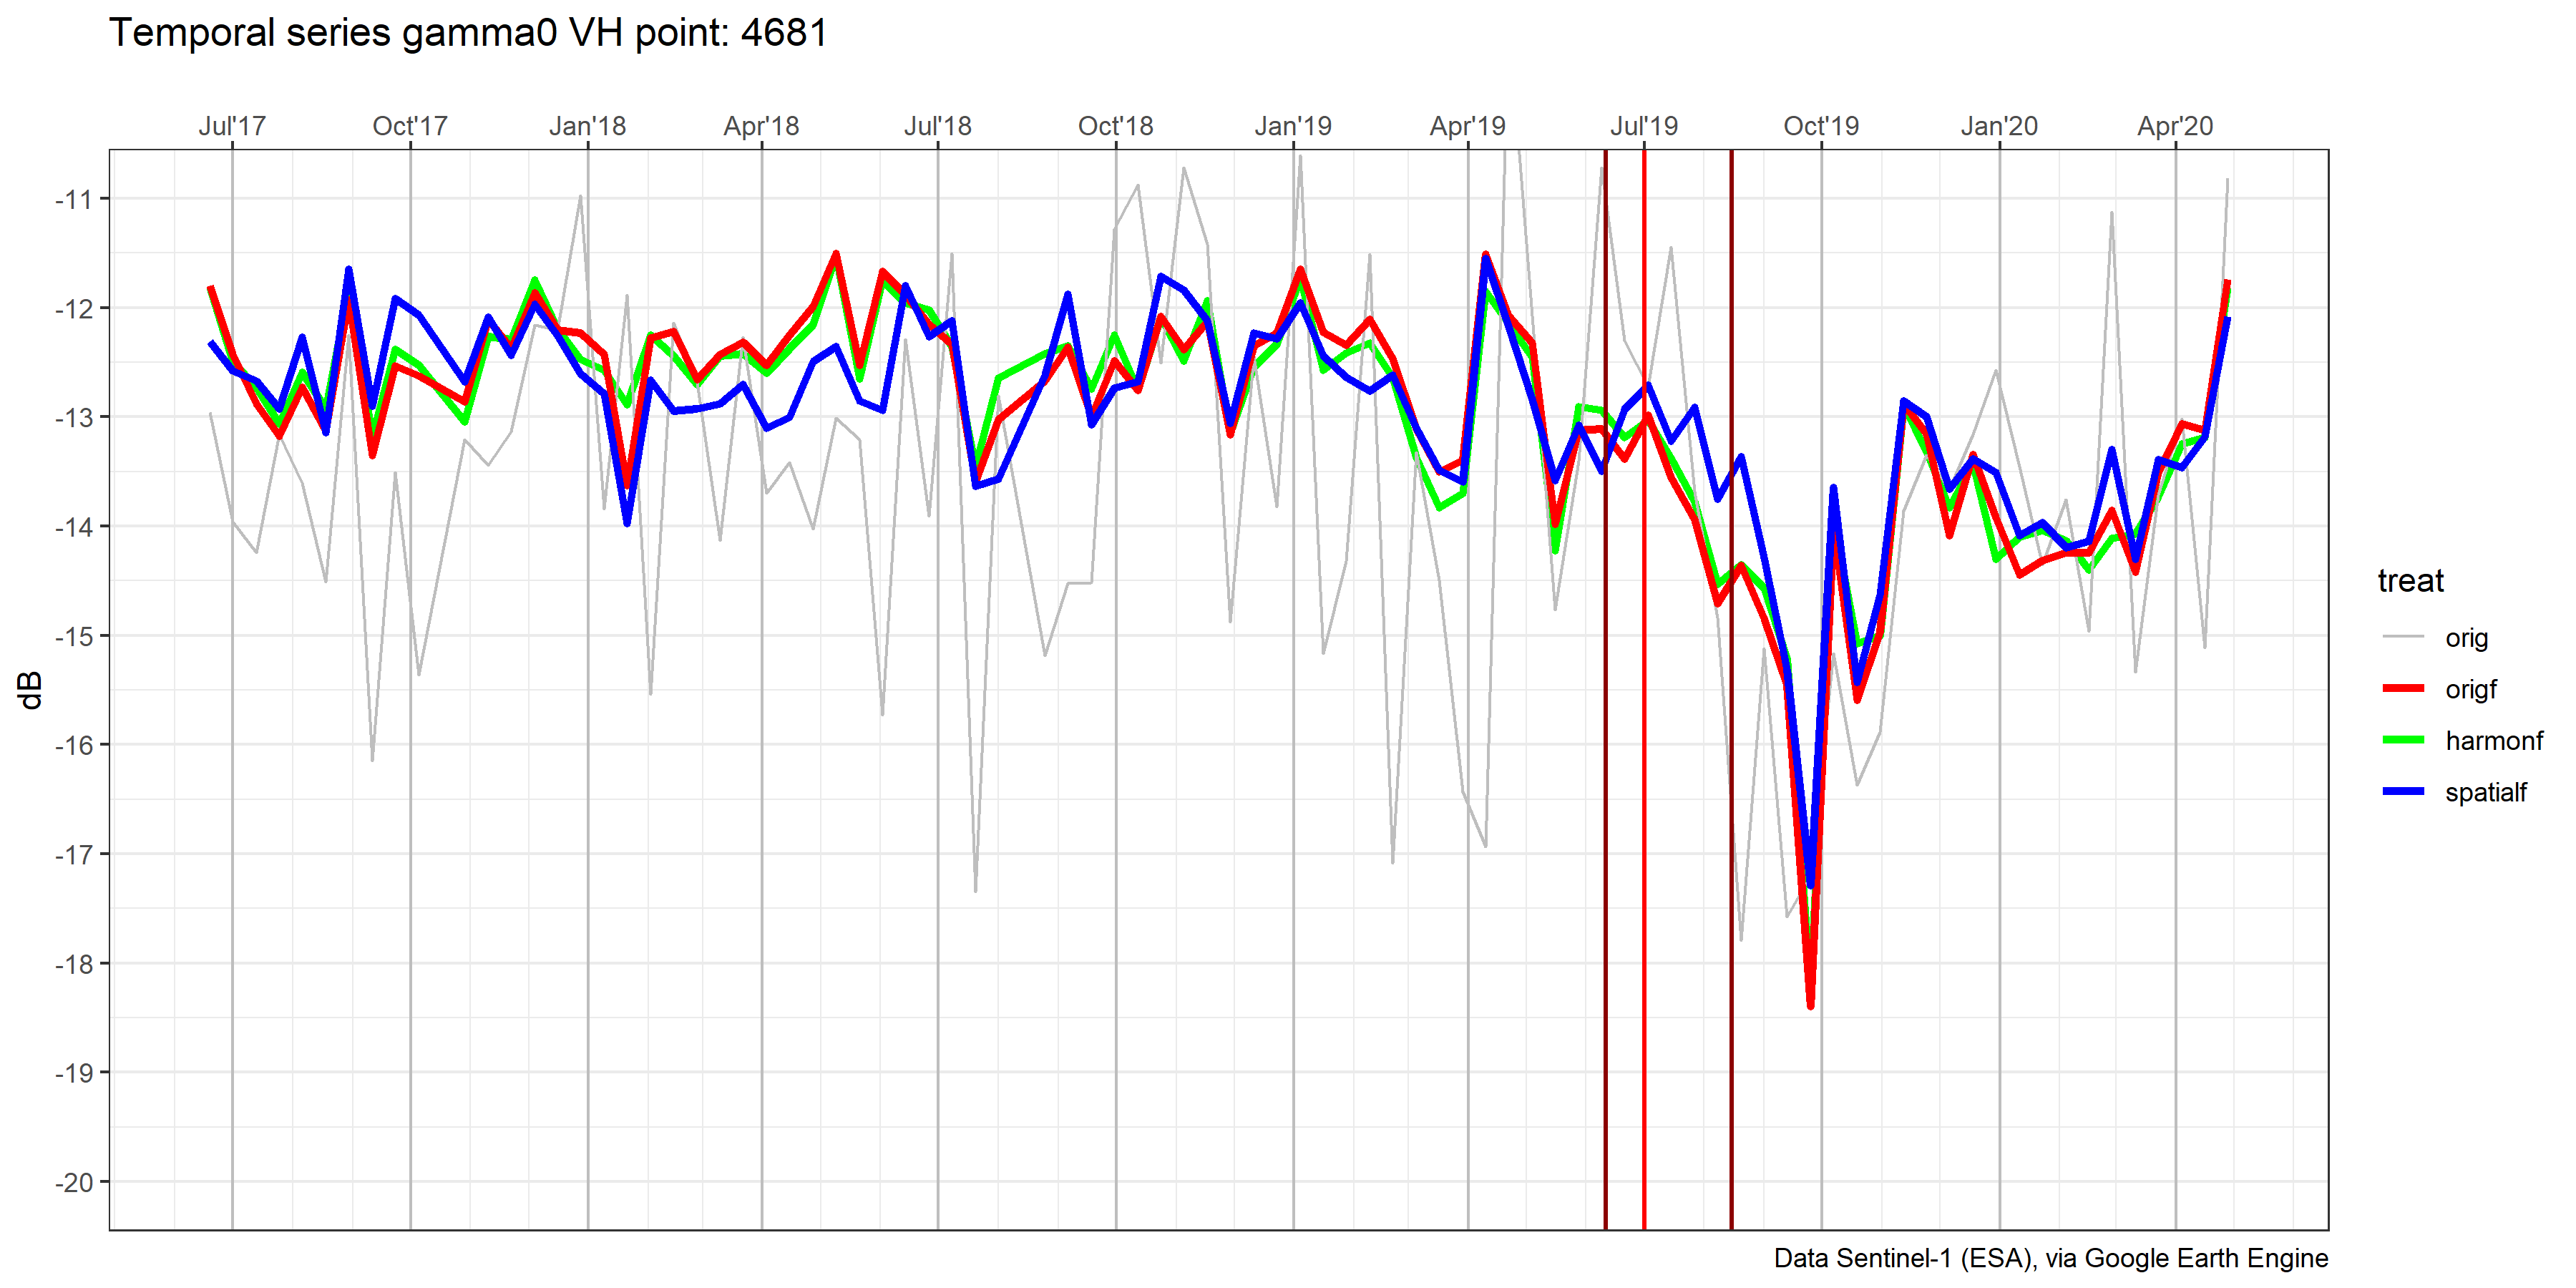 Temporal series gamma0 VH point: 4681
Jul'17 Oct'17 Jan'18 Apr'18 Jul'18 Oct'18 Jan'19 Apr'19 Jul'19 Oct'19 Jan'20 Apr'20
-11
-12
-13
-14
-15
-16
-17
-18
-19
-20
dB
treat
orig
origf
harmonf
spatialf
Data Sentinel-1 (ESA), via Google Earth Engine